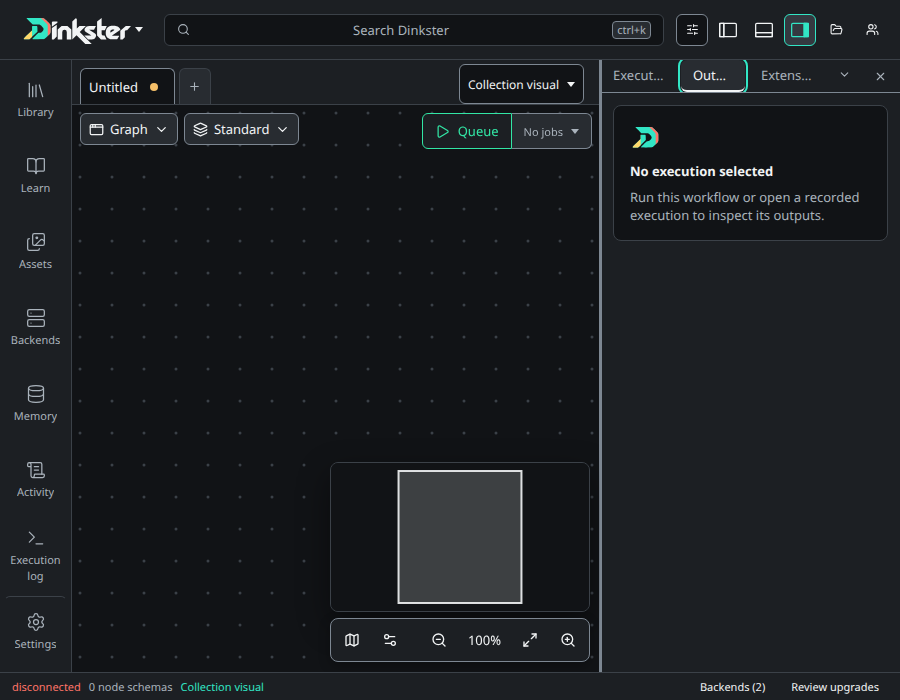 Dinkster
Search Dinkster
ctrl+k
Library
Learn
Assets
Backends
Memory
Activity
Execution
log
Settings
Untitled
Collection visual
Graph
Standard
Queue
No jobs
100%
Execut...
Out...
Extens...
No execution selected
Run this workflow or open a recorded
execution to inspect its outputs.
disconnected
0 node schemas
Collection visual
Backends (2)
Review upgrades